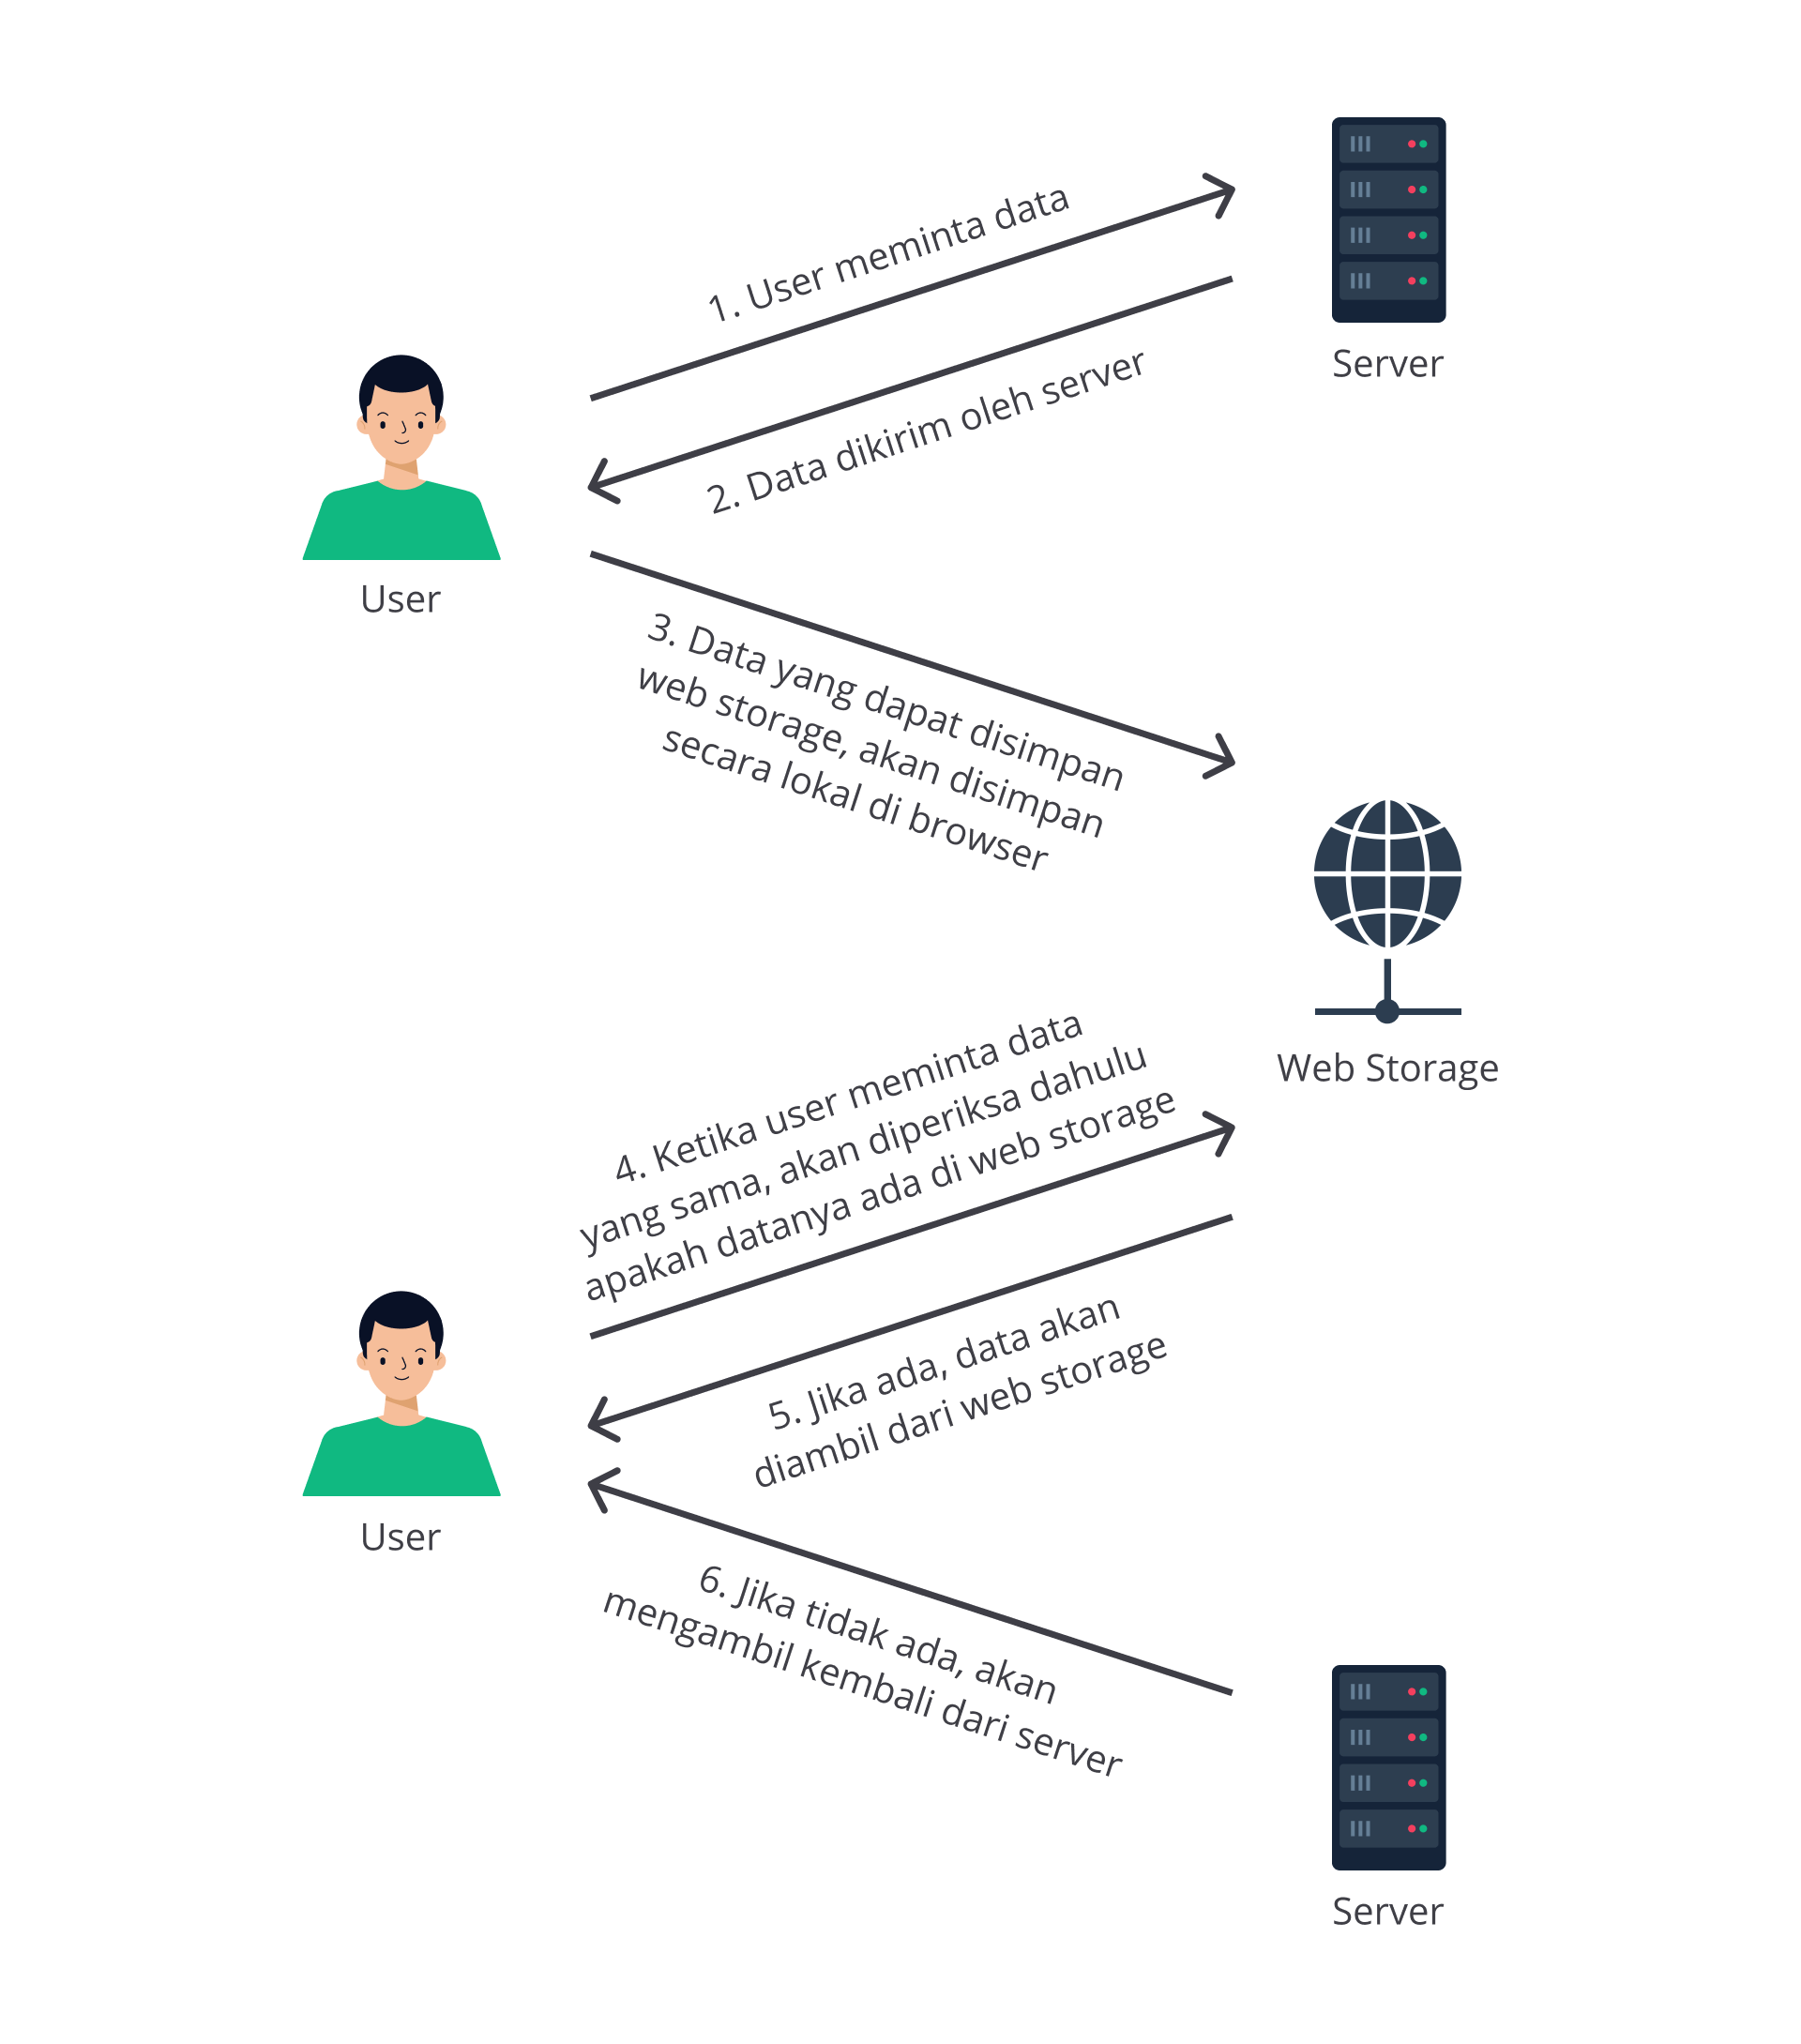 1. User meminta data
Server
2. Data dikirim oleh server
User
3. Data yang dapat disimpan
web storage, akan disimpan
secara lokal di browser
Web Storage
4. Ketika user meminta data
yang sama, akan diperiksa dahulu
apakah datanya ada di web storage
5. Jika ada, data akan
diambil dari web storage
User
6. Jika tidak ada, akan
mengambil kembali dari server
Server